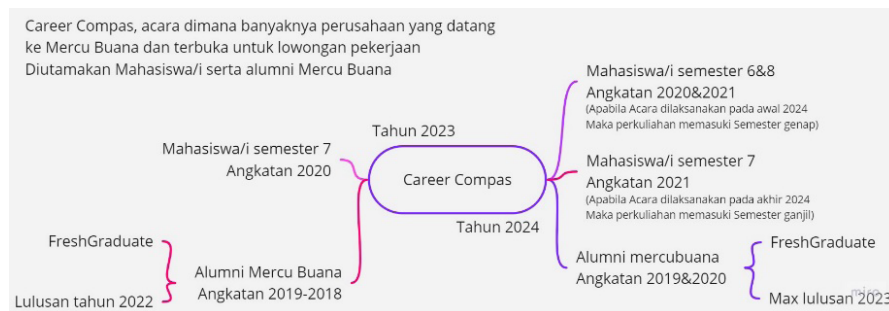 Career Compas, acara dimana banyaknya perusahaan yang datang
ke Mercu Buana dan terbuka untuk lowongan pekerjaan
Diutamakan Mahasiswa/i serta alumni Mercu Buana
Tahun 2023
Mahasiswa/i semester 7
Angkatan 2020
FreshGraduate
Lulusan tahun 2022
Alumni Mercu Buana
Angkatan 2019-2018
Career Compas
Tahun 2024
Mahasiswa/i semester 6&8
Angkatan 2020&2021
(Apabila Acara dilaksanakan pada awal 2024
Maka perkuliahan memasuki Semester genap)
Mahasiswa/i semester 7
Angkatan 2021
(Apabila Acara dilaksanakan pada akhir 2024
Maka perkuliahan memasuki Semester ganjil)
Alumni mercubuana
Angkatan 2019&2020
FreshGraduate
Max lulusan 2023
miro